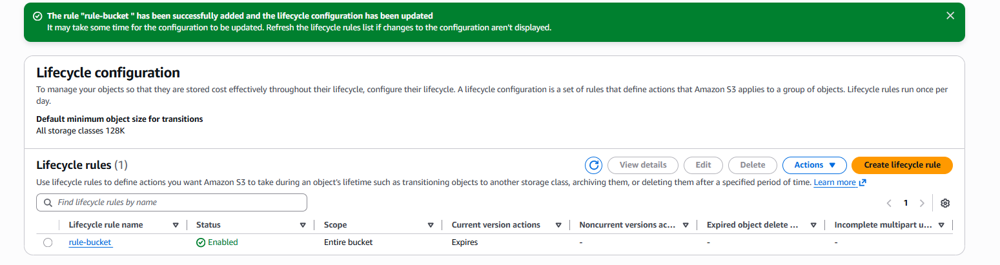 The rule "rule-bucket " has been successfully added and the lifecycle configuration has been updated
It may take some time for the configuration to be updated. Refresh the lifecycle rules list if changes to the configuration aren't displayed.
Lifecycle configuration
To manage your objects so that they are stored cost effectively throughout their lifecycle, configure their lifecycle. A lifecycle configuration is a set of rules that define actions that Amazon S3 applies to a group of objects. Lifecycle rules run once per
day.
Default minimum object size for transitions
All storage classes 128K
Lifecycle rules (1)
View details
Edit
Delete
Actions
Create lifecycle rule
Use lifecycle rules to define actions you want Amazon S3 to take during an object's lifetime such as transitioning objects to another storage class, archiving them, or deleting them after a specified period of time. Learn more
Find lifecycle rules by name
1
Lifecycle rule name Status Scope Current version actions Noncurrent versions ac... Expired object delete ... Incomplete multipart u...
rule-bucket Enabled Entire bucket Expires - - -